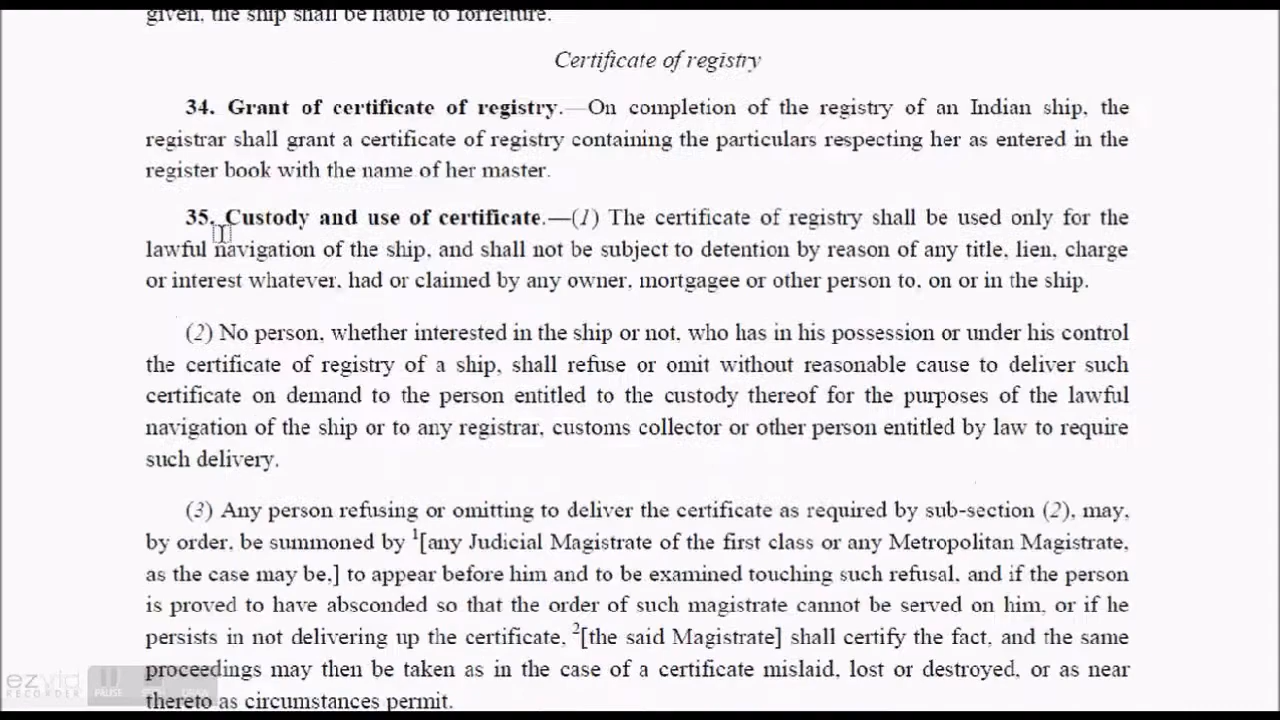 given, the ship shall be liable to forfeiture.
Certificate of registry
34. Grant of certificate of registry.—On completion of the registry of an Indian ship, the
registrar shall grant a certificate of registry containing the particulars respecting her as entered in the
register book with the name of her master.
35. Custody and use of certificate.—(1) The certificate of registry shall be used only for the
lawful navigation of the ship, and shall not be subject to detention by reason of any title, lien, charge
or interest whatever, had or claimed by any owner, mortgagee or other person to, on or in the ship.
(2) No person, whether interested in the ship or not, who has in his possession or under his control
the certificate of registry of a ship, shall refuse or omit without reasonable cause to deliver such
certificate on demand to the person entitled to the custody thereof for the purposes of the lawful
navigation of the ship or to any registrar, customs collector or other person entitled by law to require
such delivery.
(3) Any person refusing or omitting to deliver the certificate as required by sub-section (2), may,
by order, be summoned by 1[any Judicial Magistrate of the first class or any Metropolitan Magistrate,
as the case may be,] to appear before him and to be examined touching such refusal, and if the person
is proved to have absconded so that the order of such magistrate cannot be served on him, or if he
persists in not delivering up the certificate, 2[the said Magistrate] shall certify the fact, and the same
proceedings may then be taken as in the case of a certificate mislaid, lost or destroyed, or as near
thereto as circumstances permit.
ezvid
RECORDER
PAUSE
STOP
DRAW